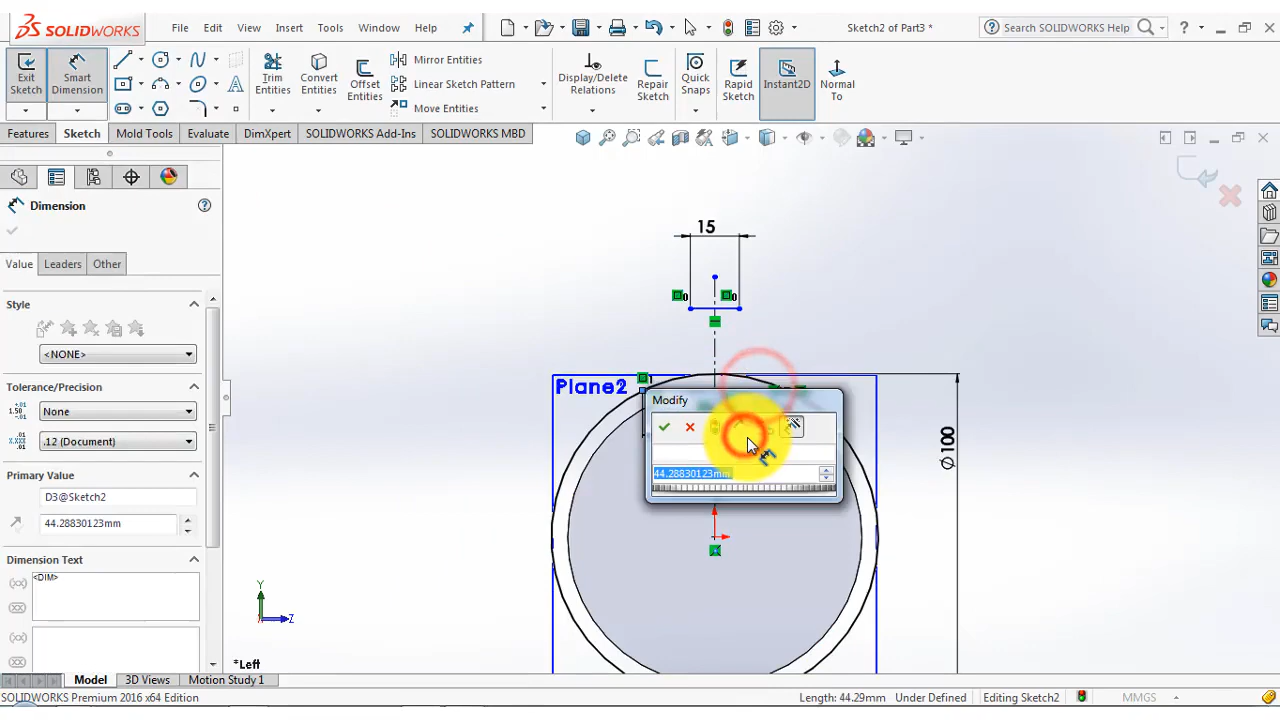 SOLIDWORKS File Edit View Insert Tools Window Help Sketch2 of Part3 * Search SOLIDWORKS Help
Exit Sketch
Smart Dimension
Trim Entities
Convert Entities
Offset Entities
Mirror Entities
Linear Sketch Pattern
Move Entities
Display/Delete Relations
Repair Sketch
Quick Snaps
Rapid Sketch
Instant2D
Normal To
Features Sketch Mold Tools Evaluate DimXpert SOLIDWORKS Add-Ins SOLIDWORKS MBD
Dimension
Value Leaders Other
Style
<NONE>
Tolerance/Precision
None
.12 (Document)
Primary Value
D3@Sketch2
44.28830123mm
Dimension Text
<DIM>
15
Plane2
Modify
44.28830123mm
Ø100
Y
Z
*Left
Model 3D Views Motion Study 1
SOLIDWORKS Premium 2016 x64 Edition Length: 44.29mm Under Defined Editing Sketch2 MMGS